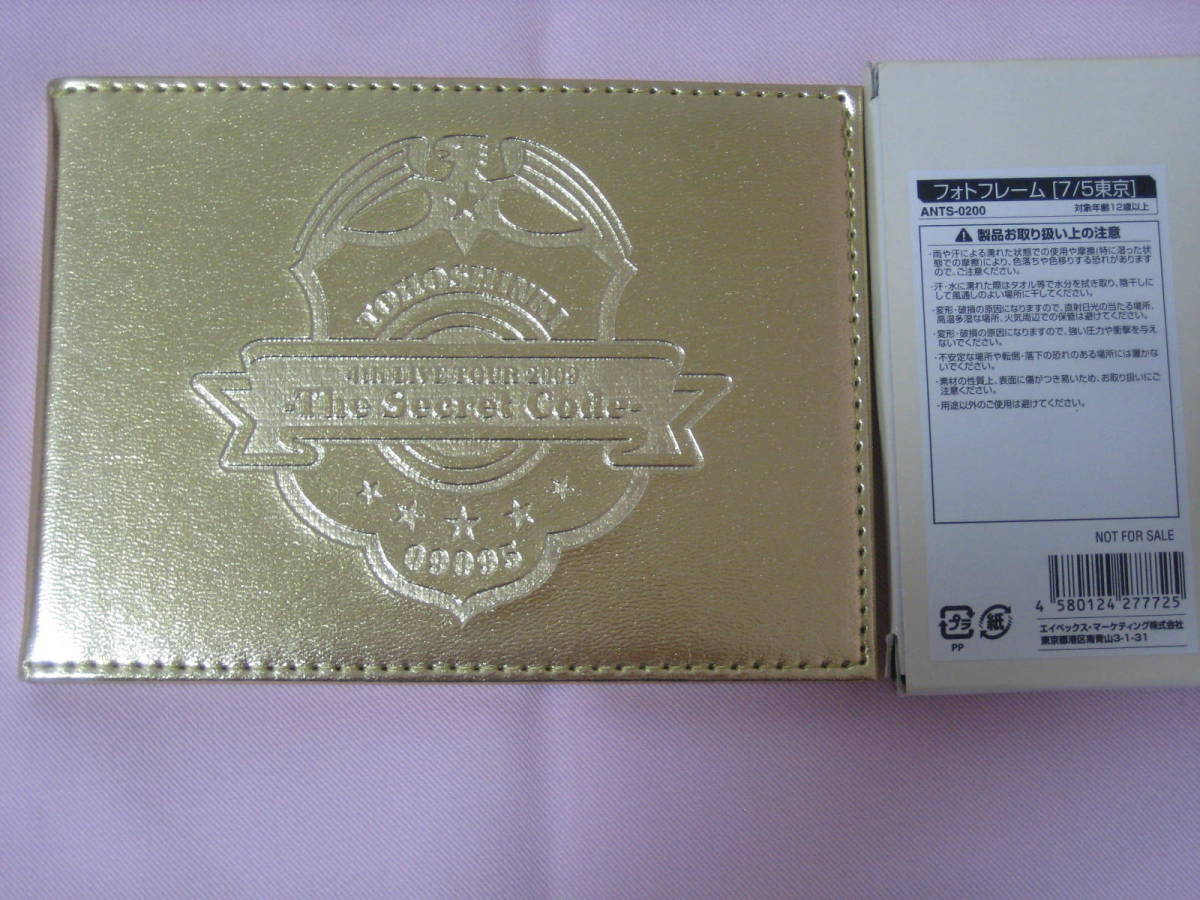 TOHOSHINKI
4th LIVE TOUR 2009
-The Secret Code-
09095
フォトフレーム [7/5東京]
ANTS-0200 対象年齢12歳以上
⚠ 製品お取り扱い上の注意
・雨や汗による濡れた状態での使用や摩擦(特に湿った状
態での摩擦)により、色落ちや色移りする恐れがあります
ので、ご注意ください。
・汗・水に濡れた際はタオル等で水分を拭き取り、陰干しに
して風通しのよい場所に干してください。
・変形・破損の原因になりますので、直射日光の当たる場所、
高温多湿な場所、火気周辺での保管は避けてください。
・変形・破損の原因になりますので、強い圧力や衝撃を与え
ないでください。
・不安定な場所や転倒・落下の恐れのある場所には置かな
いでください。
・素材の性質上、表面に傷がつき易いため、お取り扱いにご
注意ください。
・用途以外のご使用は避けてください。
NOT FOR SALE
4 580124 277725
プラ 紙
PP
エイベックス・マーケティング株式会社
東京都港区南青山3-1-31